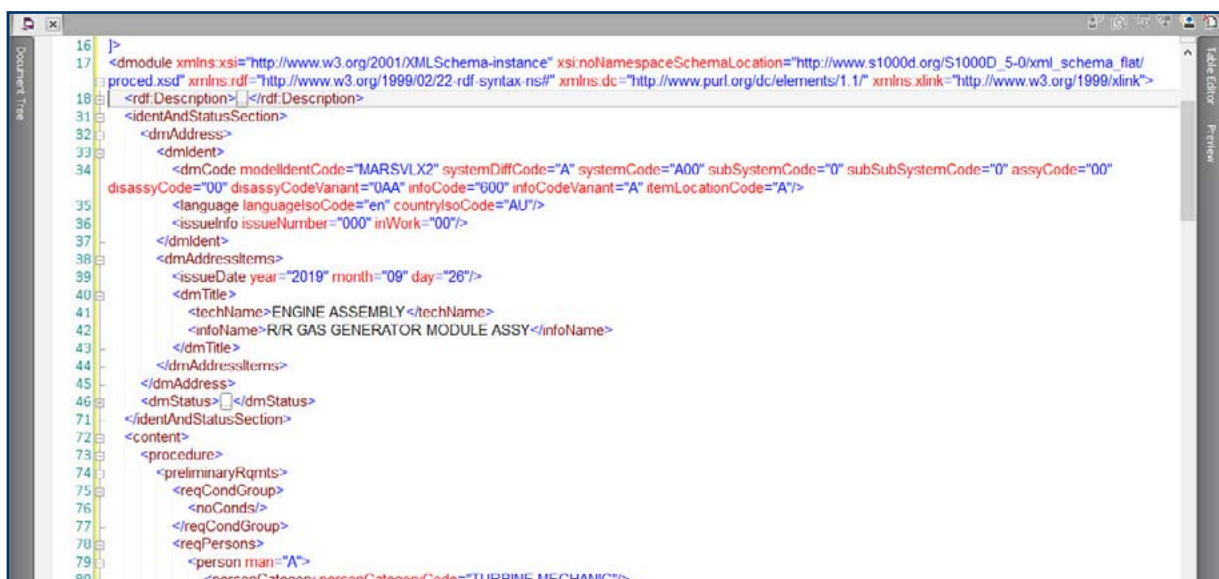 Document Tree
Table Editor
Preview
16 ]>
17 <dmodule xmlns:xsi="http://www.w3.org/2001/XMLSchema-instance" xsi:noNamespaceSchemaLocation="http://www.s1000d.org/S1000D_5-0/xml_schema_flat/
proced.xsd" xmlns:rdf="http://www.w3.org/1999/02/22-rdf-syntax-ns#" xmlns:dc="http://www.purl.org/dc/elements/1.1/" xmlns:xlink="http://www.w3.org/1999/xlink">
18 <rdf:Description>...</rdf:Description>
31 <identAndStatusSection>
32 <dmAddress>
33 <dmIdent>
34 <dmCode modelIdentCode="MARSVLX2" systemDiffCode="A" systemCode="A00" subSystemCode="0" subSubSystemCode="0" assyCode="00"
disassyCode="00" disassyCodeVariant="0AA" infoCode="600" infoCodeVariant="A" itemLocationCode="A"/>
35 <language languageIsoCode="en" countryIsoCode="AU"/>
36 <issueInfo issueNumber="000" inWork="00"/>
37 </dmIdent>
38 <dmAddressItems>
39 <issueDate year="2019" month="09" day="26"/>
40 <dmTitle>
41 <techName>ENGINE ASSEMBLY</techName>
42 <infoName>R/R GAS GENERATOR MODULE ASSY</infoName>
43 </dmTitle>
44 </dmAddressItems>
45 </dmAddress>
46 <dmStatus>...</dmStatus>
71 </identAndStatusSection>
72 <content>
73 <procedure>
74 <preliminaryRqmts>
75 <reqCondGroup>
76 <noConds/>
77 </reqCondGroup>
78 <reqPersons>
79 <person man="A">
80 <personCategory personCategoryCode="TURBINE MECHANIC"/>